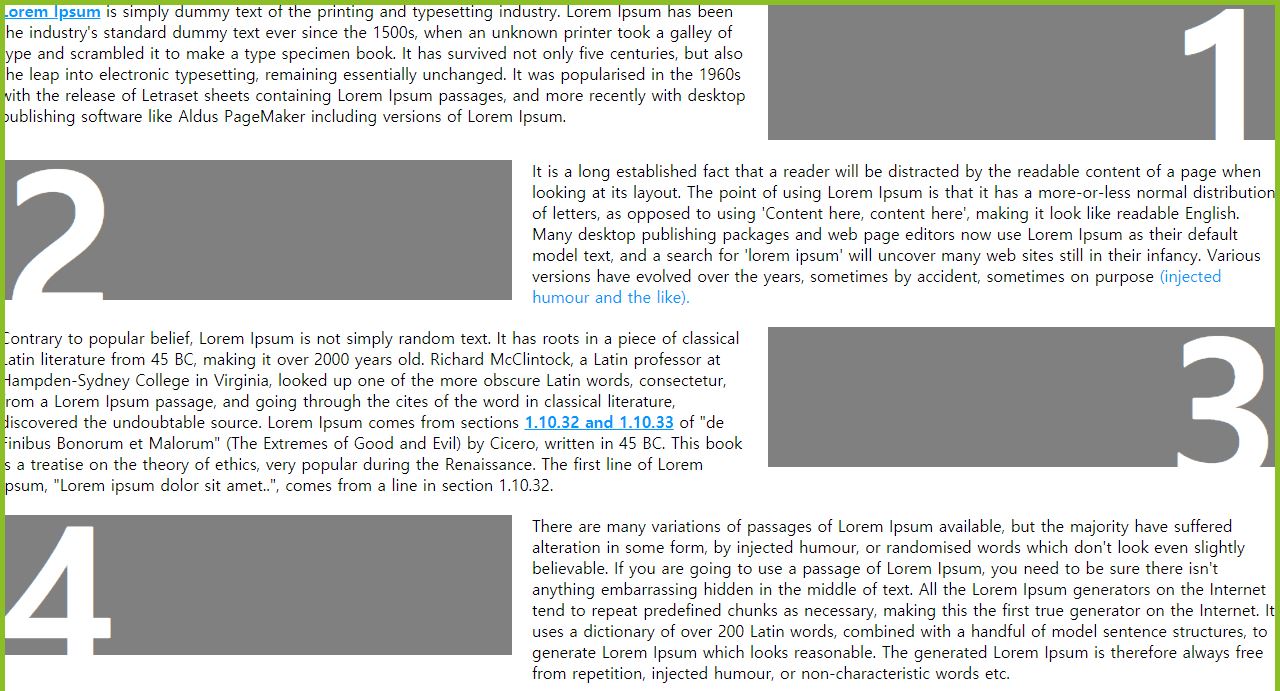 Lorem Ipsum is simply dummy text of the printing and typesetting industry. Lorem Ipsum has been
the industry's standard dummy text ever since the 1500s, when an unknown printer took a galley of
type and scrambled it to make a type specimen book. It has survived not only five centuries, but also
the leap into electronic typesetting, remaining essentially unchanged. It was popularised in the 1960s
with the release of Letraset sheets containing Lorem Ipsum passages, and more recently with desktop
publishing software like Aldus PageMaker including versions of Lorem Ipsum.
1
2
It is a long established fact that a reader will be distracted by the readable content of a page when
looking at its layout. The point of using Lorem Ipsum is that it has a more-or-less normal distribution
of letters, as opposed to using 'Content here, content here', making it look like readable English.
Many desktop publishing packages and web page editors now use Lorem Ipsum as their default
model text, and a search for 'lorem ipsum' will uncover many web sites still in their infancy. Various
versions have evolved over the years, sometimes by accident, sometimes on purpose (injected
humour and the like).
Contrary to popular belief, Lorem Ipsum is not simply random text. It has roots in a piece of classical
Latin literature from 45 BC, making it over 2000 years old. Richard McClintock, a Latin professor at
Hampden-Sydney College in Virginia, looked up one of the more obscure Latin words, consectetur,
from a Lorem Ipsum passage, and going through the cites of the word in classical literature,
discovered the undoubtable source. Lorem Ipsum comes from sections 1.10.32 and 1.10.33 of "de
Finibus Bonorum et Malorum" (The Extremes of Good and Evil) by Cicero, written in 45 BC. This book
is a treatise on the theory of ethics, very popular during the Renaissance. The first line of Lorem
Ipsum, "Lorem ipsum dolor sit amet..", comes from a line in section 1.10.32.
3
4
There are many variations of passages of Lorem Ipsum available, but the majority have suffered
alteration in some form, by injected humour, or randomised words which don't look even slightly
believable. If you are going to use a passage of Lorem Ipsum, you need to be sure there isn't
anything embarrassing hidden in the middle of text. All the Lorem Ipsum generators on the Internet
tend to repeat predefined chunks as necessary, making this the first true generator on the Internet. It
uses a dictionary of over 200 Latin words, combined with a handful of model sentence structures, to
generate Lorem Ipsum which looks reasonable. The generated Lorem Ipsum is therefore always free
from repetition, injected humour, or non-characteristic words etc.